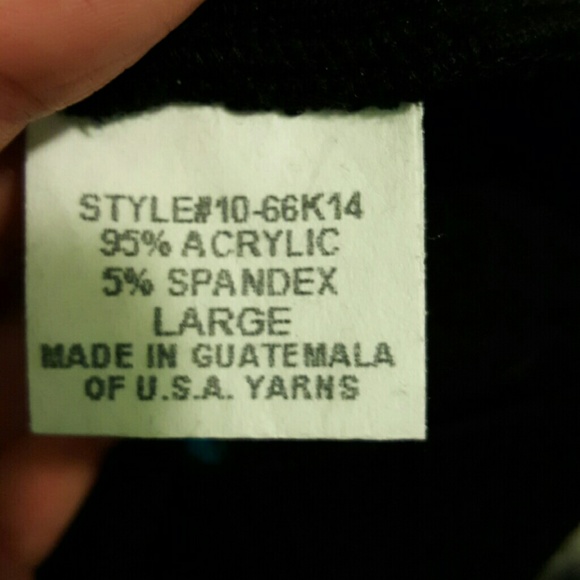 STYLE#10-66K14
95% ACRYLIC
5% SPANDEX
LARGE
MADE IN GUATEMALA
OF U.S.A. YARNS